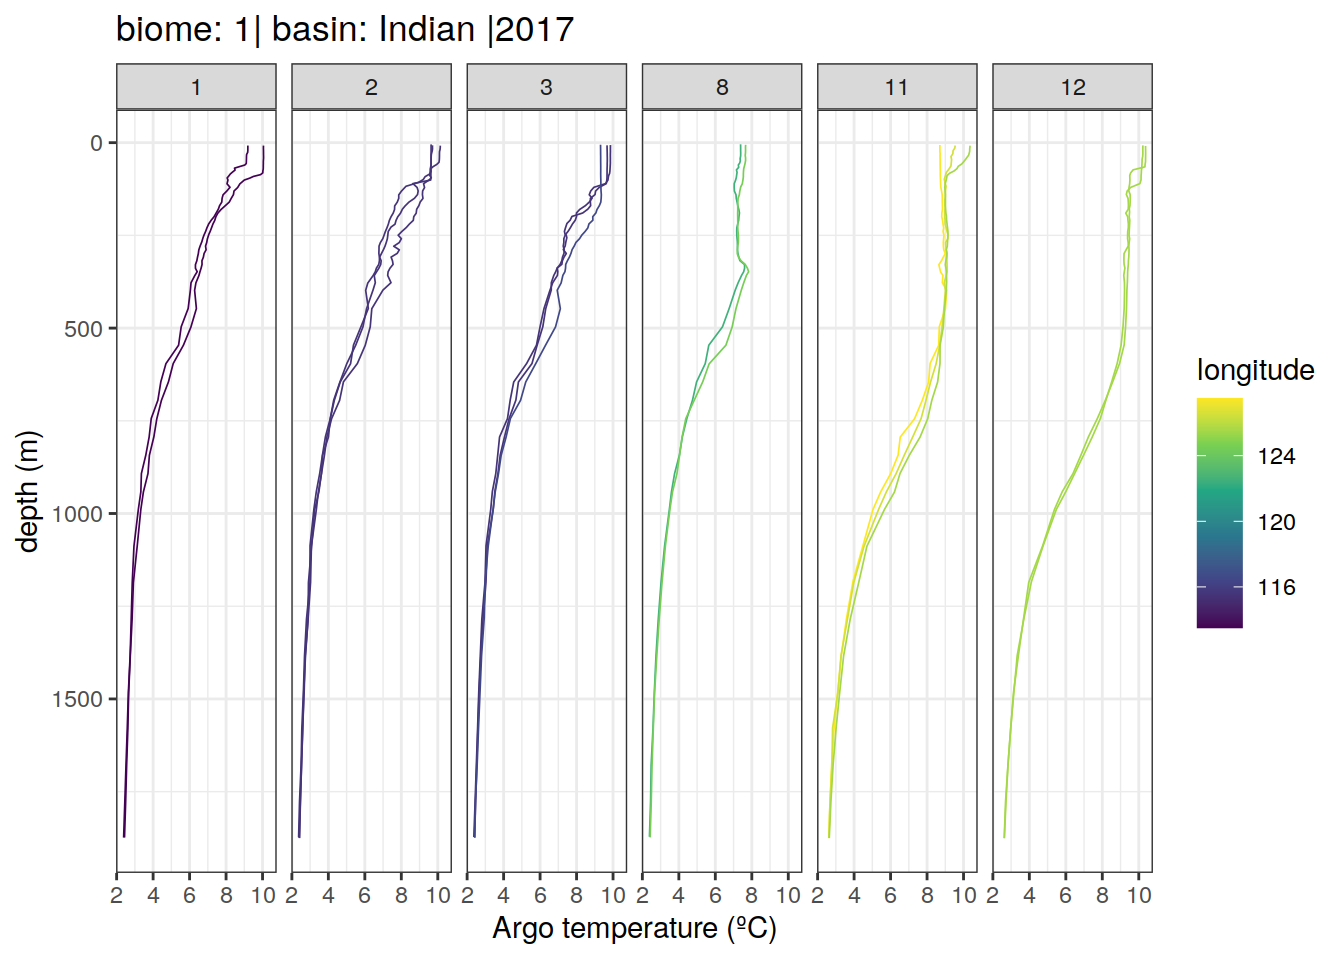 biome: 1| basin: Indian |2017
1 2 3 8 11 12
0
500
1000
1500
depth (m)
2 4 6 8 10 2 4 6 8 10 2 4 6 8 10 2 4 6 8 10 2 4 6 8 10 2 4 6 8 10
Argo temperature (ºC)
longitude
124
120
116